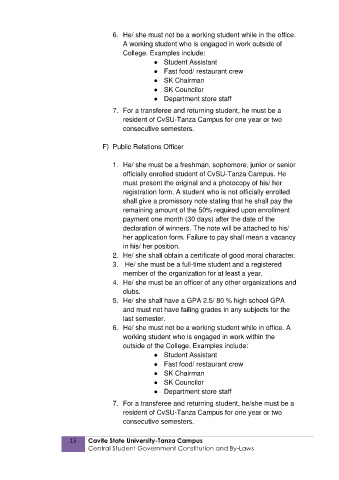 6. He/ she must not be a working student while in the office.
A working student who is engaged in work outside of
College. Examples include:
● Student Assistant
● Fast food/ restaurant crew
● SK Chairman
● SK Councilor
● Department store staff
7. For a transferee and returning student, he must be a
resident of CvSU-Tanza Campus for one year or two
consecutive semesters.
F) Public Relations Officer
1. He/ she must be a freshman, sophomore, junior or senior
officially enrolled student of CvSU-Tanza Campus. He
must present the original and a photocopy of his/ her
registration form. A student who is not officially enrolled
shall give a promissory note stating that he shall pay the
remaining amount of the 50% required upon enrollment
payment one month (30 days) after the date of the
declaration of winners. The note will be attached to his/
her application form. Failure to pay shall mean a vacancy
in his/ her position.
2. He/ she shall obtain a certificate of good moral character.
3. He/ she must be a full-time student and a registered
member of the organization for at least a year.
4. He/ she must be an officer of any other organizations and
clubs.
5. He/ she shall have a GPA 2.5/ 80 % high school GPA
and must not have failing grades in any subjects for the
last semester.
6. He/ she must not be a working student while in office. A
working student who is engaged in work within the
outside of the College. Examples include:
● Student Assistant
● Fast food/ restaurant crew
● SK Chairman
● SK Councilor
● Department store staff
7. For a transferee and returning student, he/she must be a
resident of CvSU-Tanza Campus for one year or two
consecutive semesters.
15 Cavite State University-Tanza Campus
Central Student Government Constitution and By-Laws